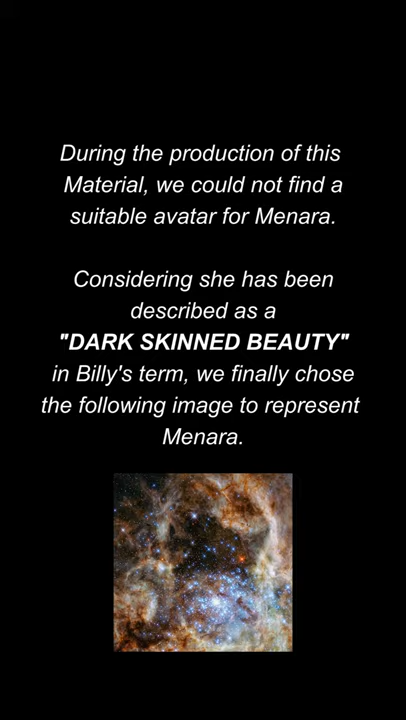 During the production of this
Material, we could not find a
suitable avatar for Menara.
Considering she has been
described as a
"DARK SKINNED BEAUTY"
in Billy's term, we finally chose
the following image to represent
Menara.